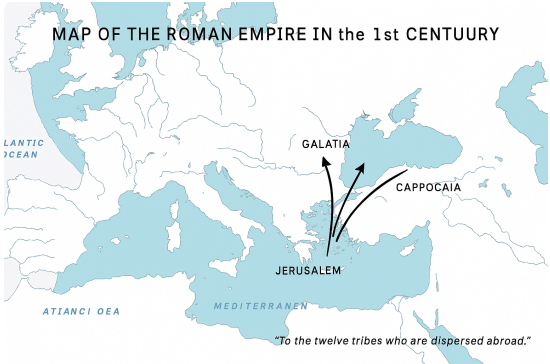 MAP OF THE ROMAN EMPIRE IN the 1st CENTUURY
LANTIC
OCEAN
GALATIA
CAPPOCAIA
JERUSALEM
ATIANCI OEA
MEDITERRANEN
“To the twelve tribes who are dispersed abroad.”